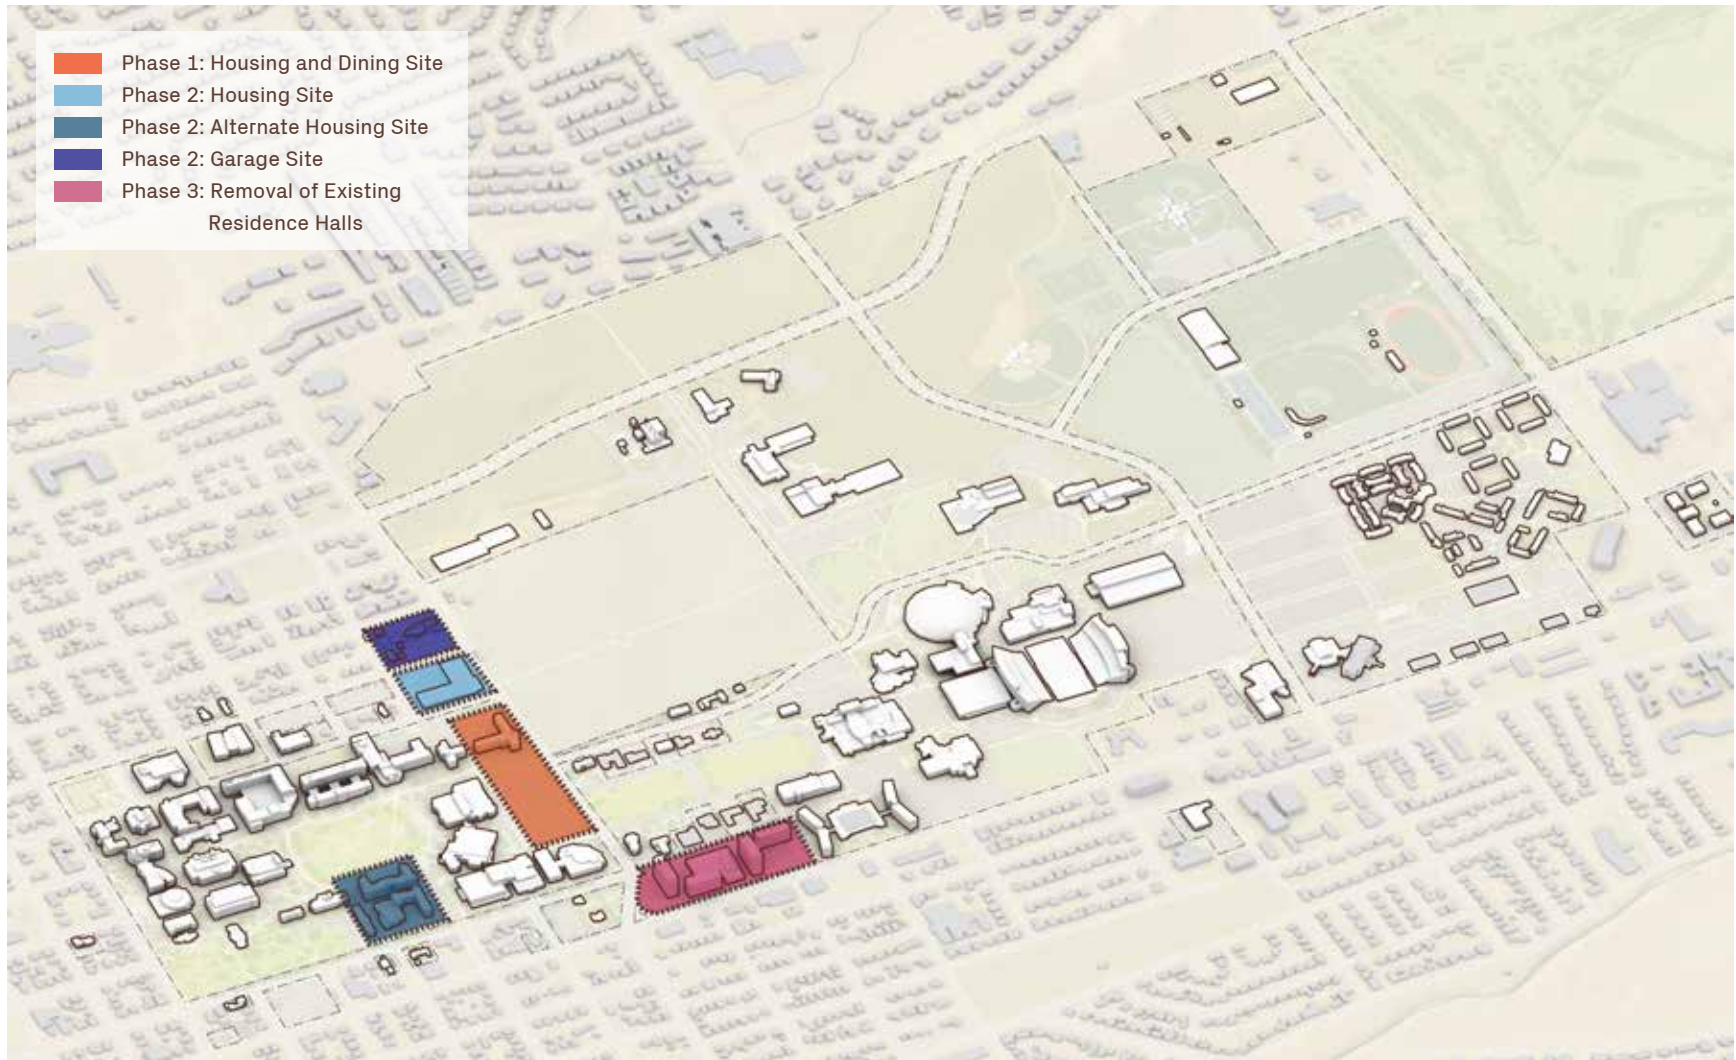 Phase 1: Housing and Dining Site
Phase 2: Housing Site
Phase 2: Alternate Housing Site
Phase 2: Garage Site
Phase 3: Removal of Existing
Residence Halls